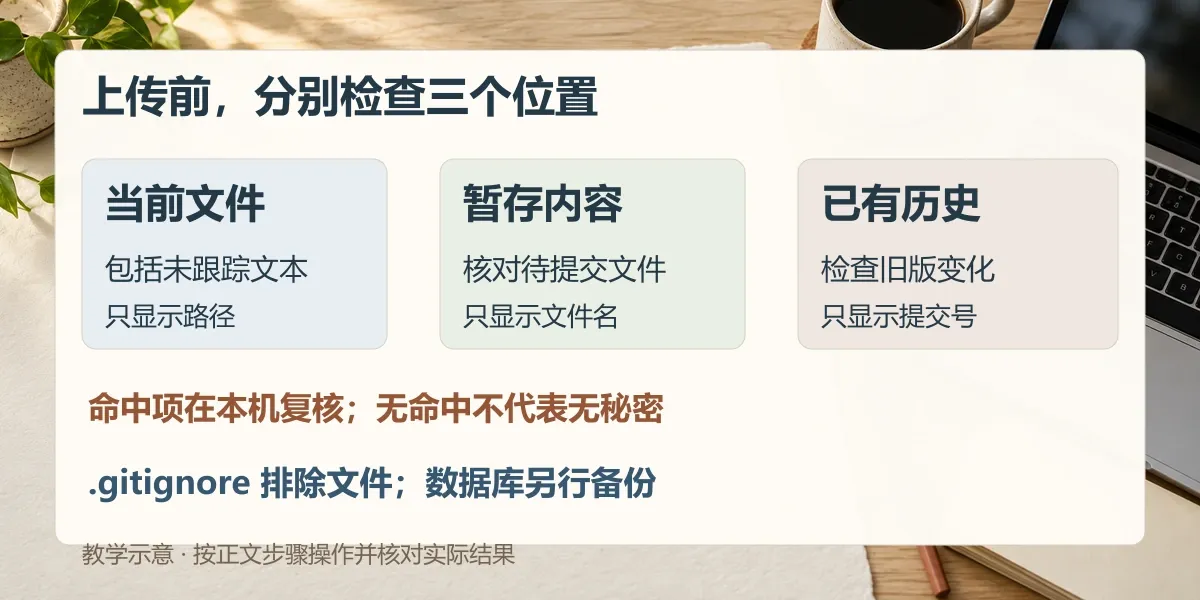 上传前，分别检查三个位置
当前文件
包括未跟踪文本
只显示路径
暂存内容
核对待提交文件
只显示文件名
已有历史
检查旧版变化
只显示提交号
命中项在本机复核；无命中不代表无秘密
.gitignore 排除文件；数据库另行备份
教学示意 · 按正文步骤操作并核对实际结果